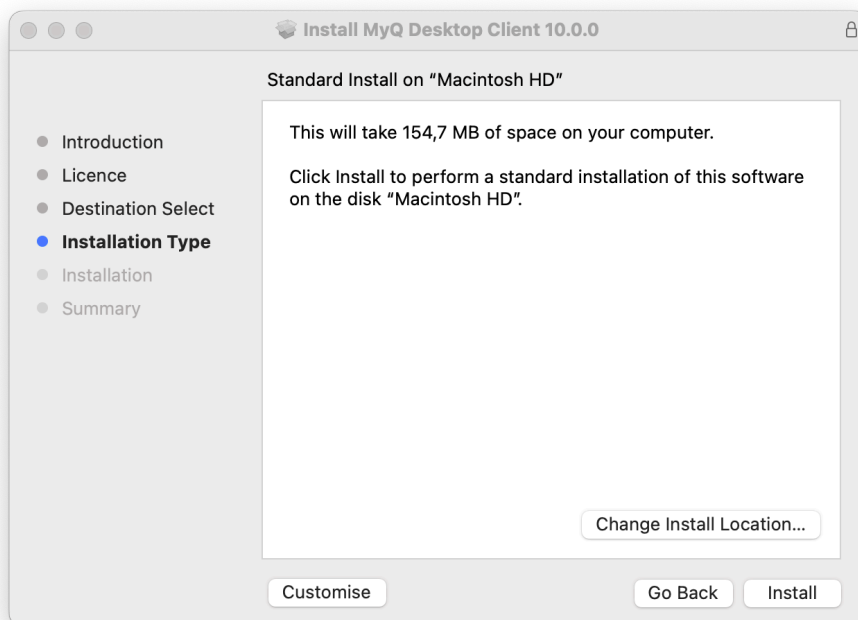 Install MyQ Desktop Client 10.0.0
Standard Install on “Macintosh HD”
Introduction
Licence
Destination Select
Installation Type
Installation
Summary
This will take 154,7 MB of space on your computer.
Click Install to perform a standard installation of this software
on the disk “Macintosh HD”.
Change Install Location...
Customise
Go Back
Install